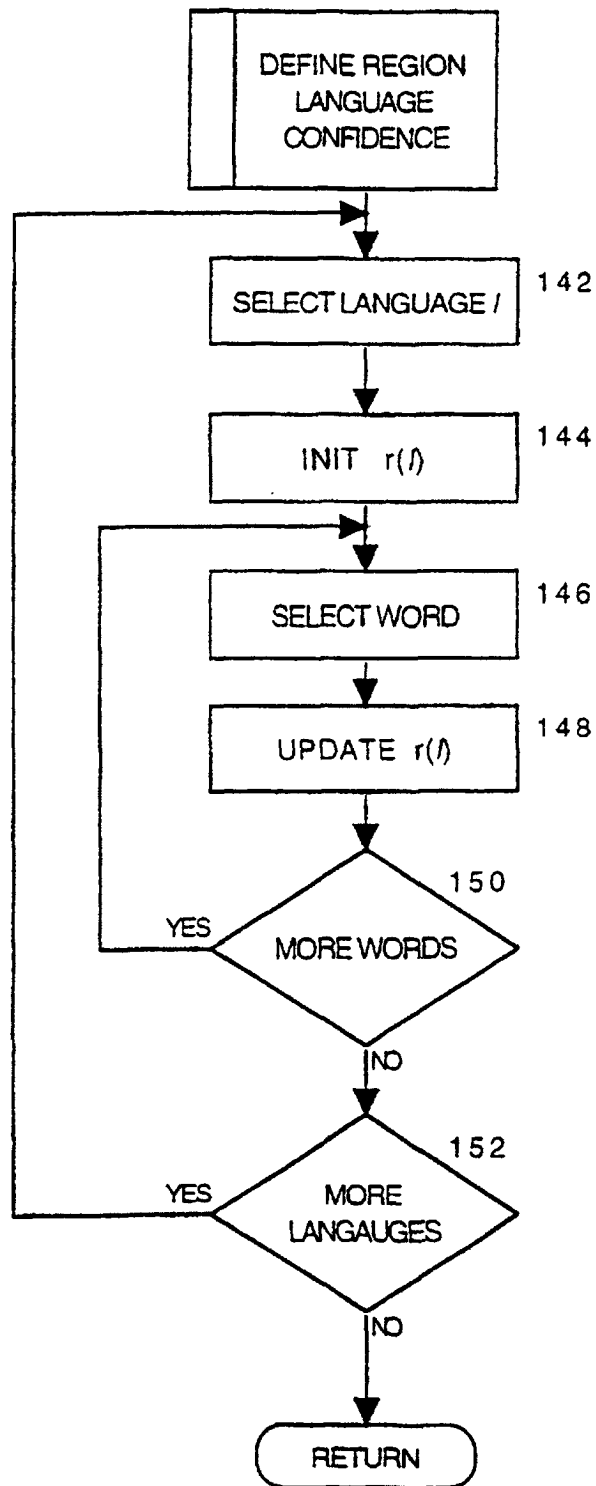 DEFINE REGION
LANGUAGE
CONFIDENCE
SELECT LANGUAGE l
142
INIT r(l)
144
SELECT WORD
146
UPDATE r(l)
148
150
YES
MORE WORDS
NO
152
YES
MORE
LANGAUGES
NO
RETURN